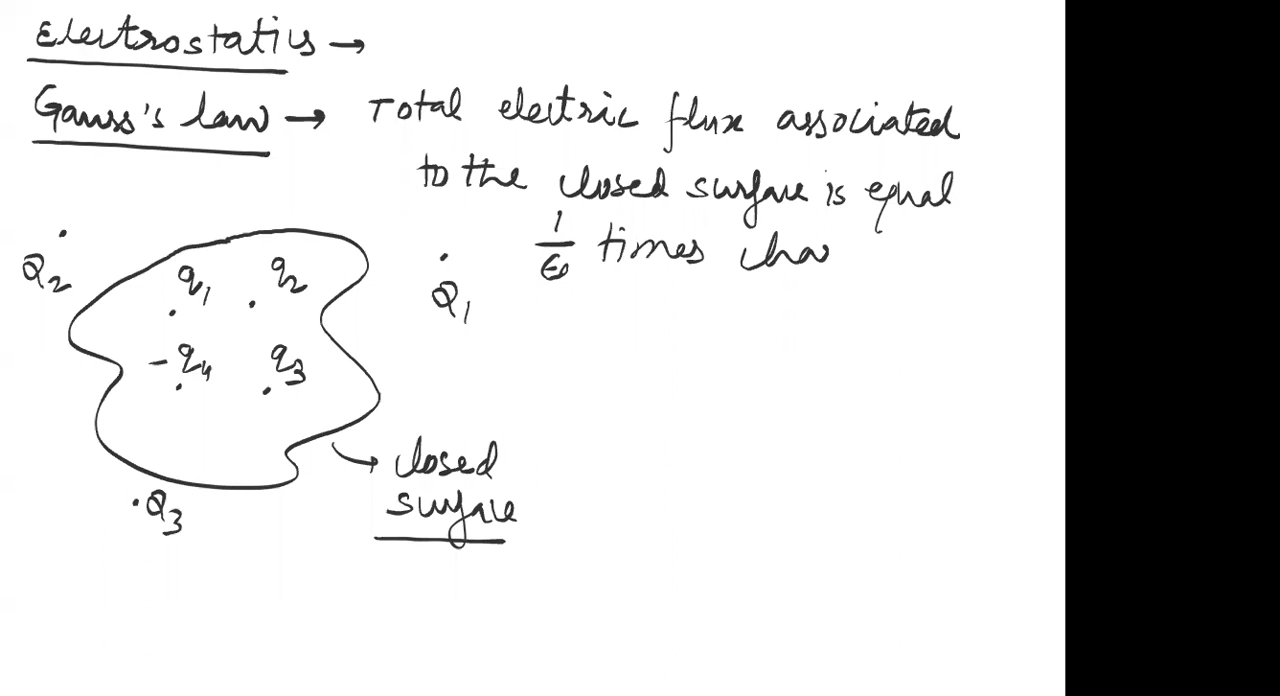 Electrostatics →
Gauss's law → Total electric flux associated
to the closed surface is equal
1/ε₀ times cha
Q₂
q₁ q₂
Q₁
-q₄ q₃
→ closed
surface
Q₃